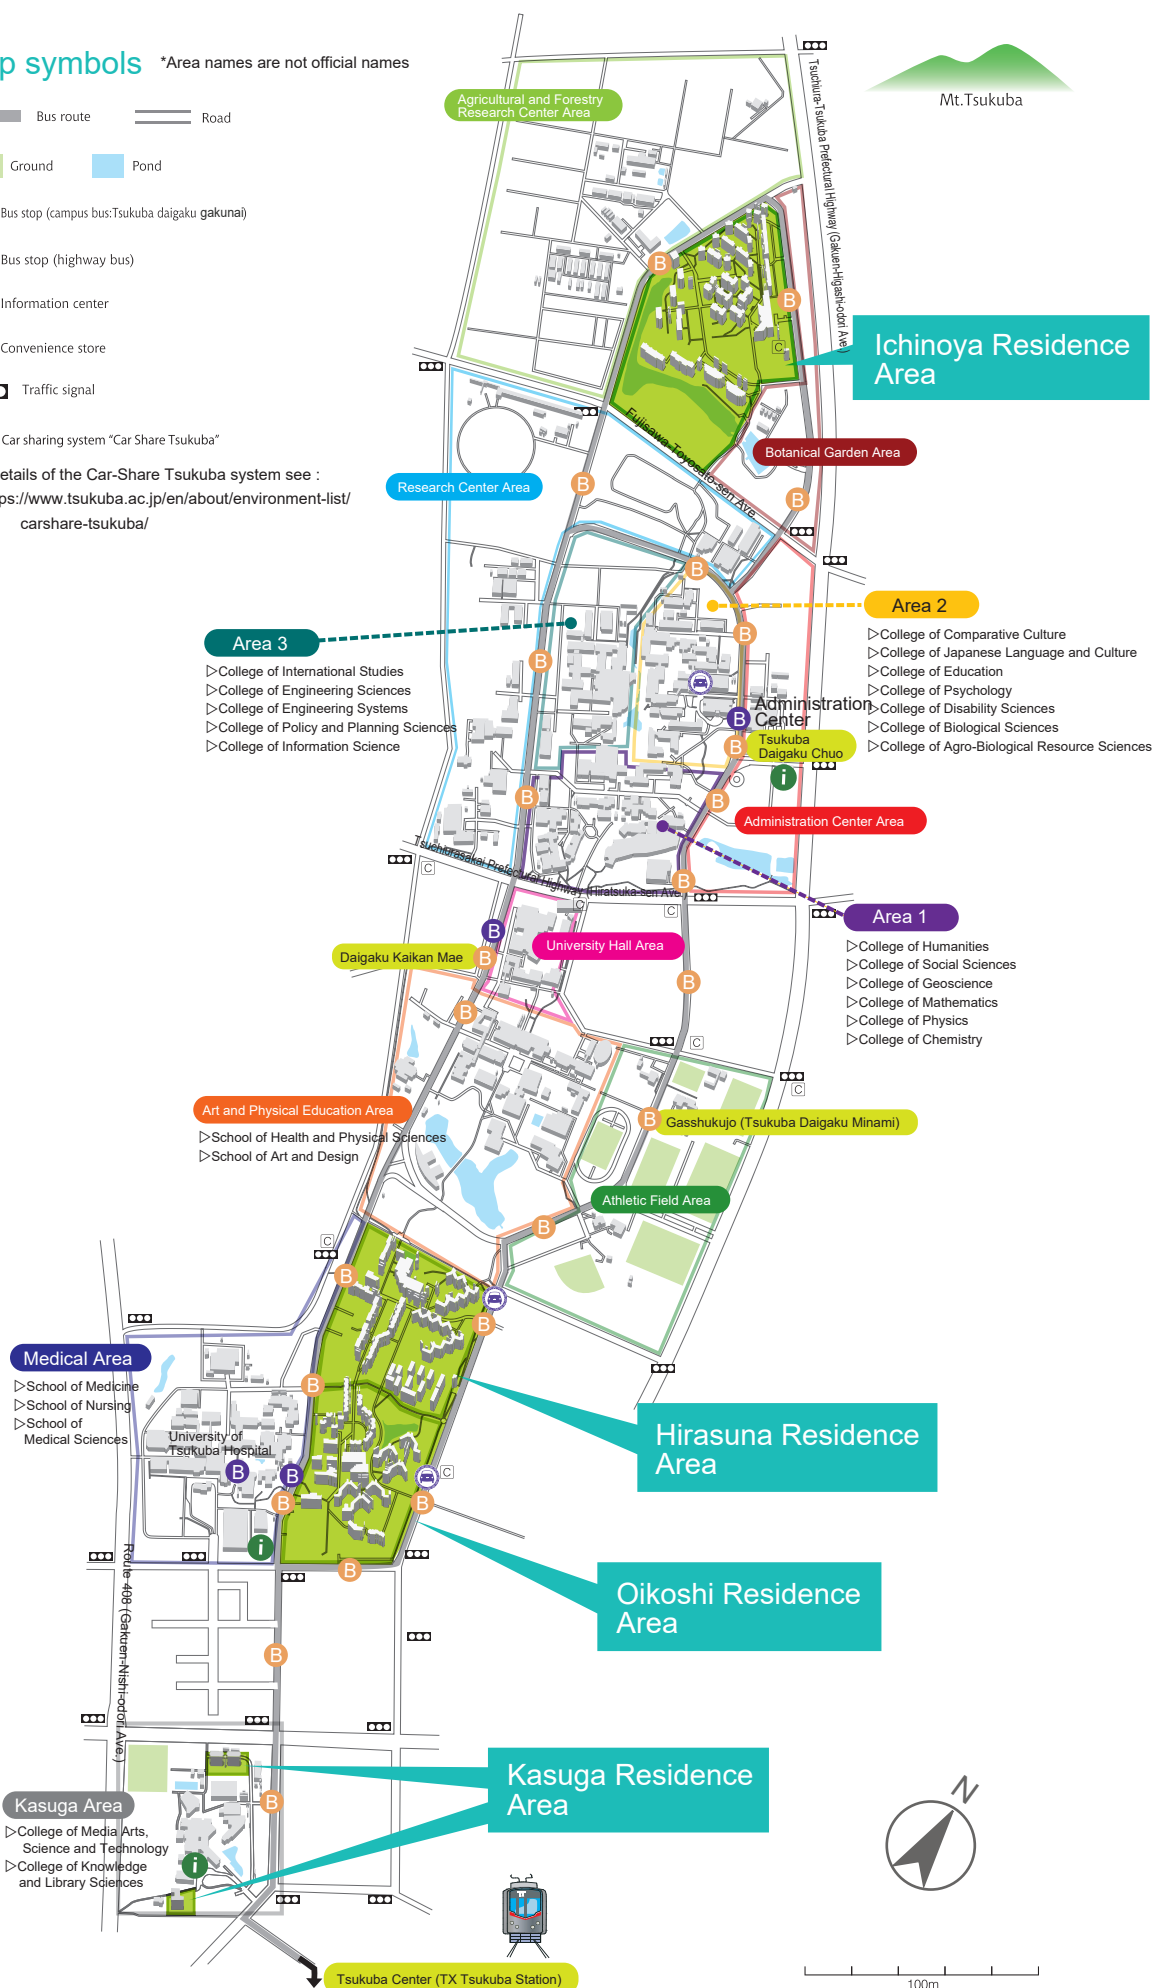 p symbols
*Area names are not official names
Bus route
Road
Ground
Pond
Bus stop (campus bus:Tsukuba daigaku gakunai)
Bus stop (highway bus)
Information center
Convenience store
Traffic signal
Car sharing system “Car Share Tsukuba”
etails of the Car-Share Tsukuba system see :
ps://www.tsukuba.ac.jp/en/about/environment-list/
carshare-tsukuba/
Mt.Tsukuba
Agricultural and Forestry
Research Center Area
Tsuchiura-Tsukuba Prefectural Highway (Gakuen-Higashi-odori Ave.)
B
B
C
Ichinoya Residence
Area
Fujisawa-Toyosato-sen Ave.
Botanical Garden Area
Research Center Area
B
B
B
Area 2
▷College of Comparative Culture
▷College of Japanese Language and Culture
▷College of Education
▷College of Psychology
▷College of Disability Sciences
▷College of Biological Sciences
▷College of Agro-Biological Resource Sciences
Area 3
▷College of International Studies
▷College of Engineering Sciences
▷College of Engineering Systems
▷College of Policy and Planning Sciences
▷College of Information Science
B
B
B
Administration
Center
B
Tsukuba
Daigaku Chuo
i
B
B
Administration Center Area
Tsuchiurasakai Prefectural Highway (Hiratsuka-sen Ave.)
C
B
C
C
Area 1
▷College of Humanities
▷College of Social Sciences
▷College of Geoscience
▷College of Mathematics
▷College of Physics
▷College of Chemistry
B
University Hall Area
Daigaku Kaikan Mae
B
B
B
C
C
Art and Physical Education Area
▷School of Health and Physical Sciences
▷School of Art and Design
B
Gasshukujo (Tsukuba Daigaku Minami)
Athletic Field Area
B
C
B
B
Medical Area
▷School of Medicine
▷School of Nursing
▷School of
Medical Sciences
B
University of
Tsukuba Hospital
B
B
B
C
B
i
B
Hirasuna Residence
Area
Oikoshi Residence
Area
Route 408 (Gakuen-Nishi-odori Ave.)
B
Kasuga Residence
Area
Kasuga Area
▷College of Media Arts,
Science and Technology
▷College of Knowledge
and Library Sciences
B
i
N
Tsukuba Center (TX Tsukuba Station)
100m